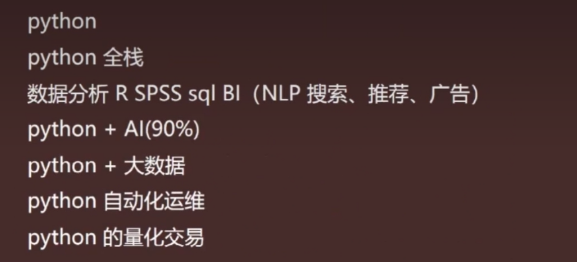 python
python 全栈
数据分析 R SPSS sql BI（NLP 搜索、推荐、广告）
python + AI(90%)
python + 大数据
python 自动化运维
python 的量化交易